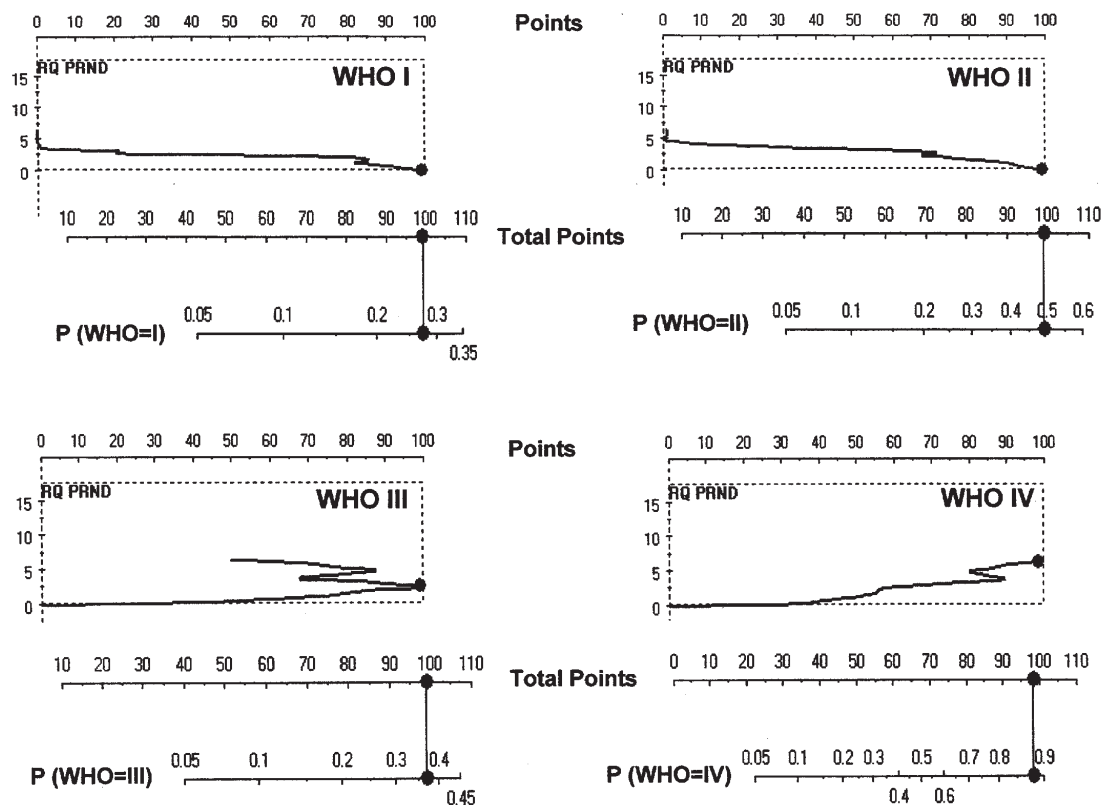 0 10 20 30 40 50 60 70 80 90 100
Points
0 10 20 30 40 50 60 70 80 90 100
RQ PRND
WHO I
15
10
5
0
RQ PRND
WHO II
15
10
5
0
10 20 30 40 50 60 70 80 90 100 110
Total Points
10 20 30 40 50 60 70 80 90 100 110
P (WHO=I)
0.05 0.1 0.2 0.3
0.35
P (WHO=II)
0.05 0.1 0.2 0.3 0.4 0.5 0.6
0 10 20 30 40 50 60 70 80 90 100
Points
0 10 20 30 40 50 60 70 80 90 100
RQ PRND
WHO III
15
10
5
0
RQ PRND
WHO IV
15
10
5
0
10 20 30 40 50 60 70 80 90 100 110
Total Points
0 10 20 30 40 50 60 70 80 90 100 110
P (WHO=III)
0.05 0.1 0.2 0.3 0.4
0.45
P (WHO=IV)
0.05 0.1 0.2 0.3 0.5 0.7 0.8 0.9
0.4 0.6